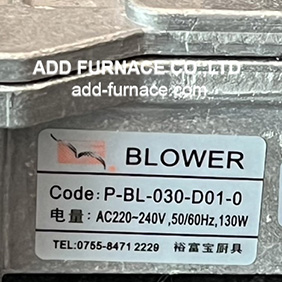 ADD FURNACE CO LTD
add-furnace.com
BLOWER
Code: P-BL-030-D01-0
电量: AC220~240V,50/60Hz,130W
TEL:0755-8471 2229 裕富宝厨具